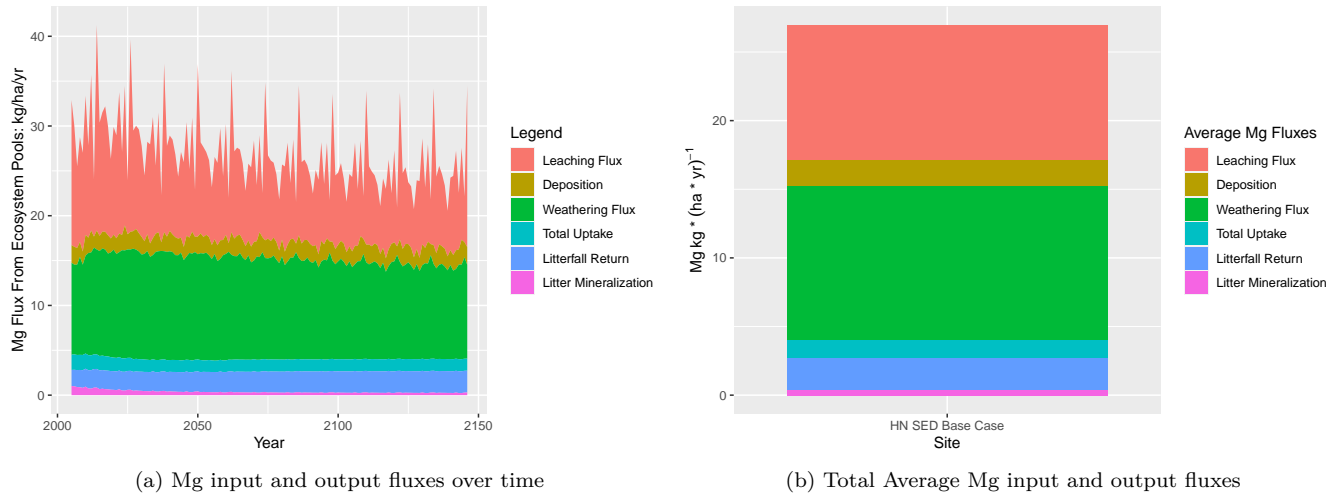 Mg Flux From Ecosystem Pools: kg/ha/yr
40
30
20
10
0
2000
2050
2100
2150
Year
Legend
Leaching Flux
Deposition
Weathering Flux
Total Uptake
Litterfall Return
Litter Mineralization
(a) Mg input and output fluxes over time
Mg kg * (ha * yr)⁻¹
20
10
0
HN SED Base Case
Site
Average Mg Fluxes
Leaching Flux
Deposition
Weathering Flux
Total Uptake
Litterfall Return
Litter Mineralization
(b) Total Average Mg input and output fluxes